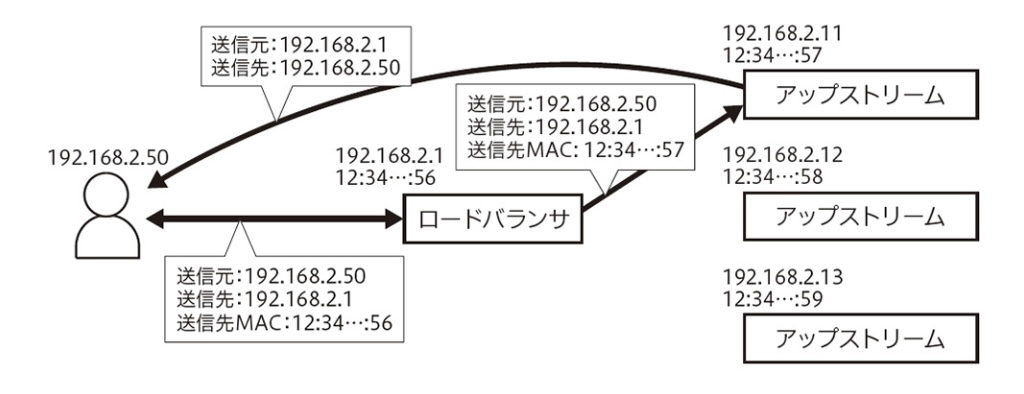 送信元：192.168.2.1
送信先：192.168.2.50
192.168.2.11
12:34…:57
アップストリーム
送信元：192.168.2.50
送信先：192.168.2.1
送信先MAC: 12:34…:57
192.168.2.50
192.168.2.1
12:34…:56
ロードバランサ
192.168.2.12
12:34…:58
アップストリーム
送信元：192.168.2.50
送信先：192.168.2.1
送信先MAC：12:34…:56
192.168.2.13
12:34…:59
アップストリーム